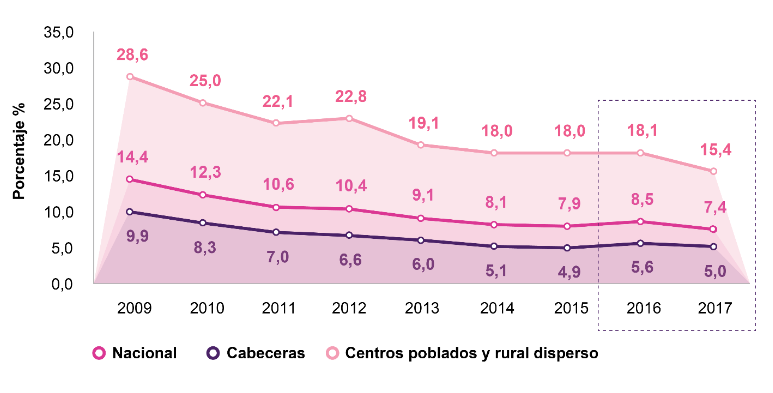 35,0
30,0
25,0
20,0
15,0
10,0
5,0
0,0
Porcentaje %
28,6 25,0 22,1 22,8 19,1 18,0 18,0 18,1 15,4
14,4 12,3 10,6 10,4 9,1 8,1 7,9 8,5 7,4
9,9 8,3 7,0 6,6 6,0 5,1 4,9 5,6 5,0
2009 2010 2011 2012 2013 2014 2015 2016 2017
Nacional Cabeceras Centros poblados y rural disperso